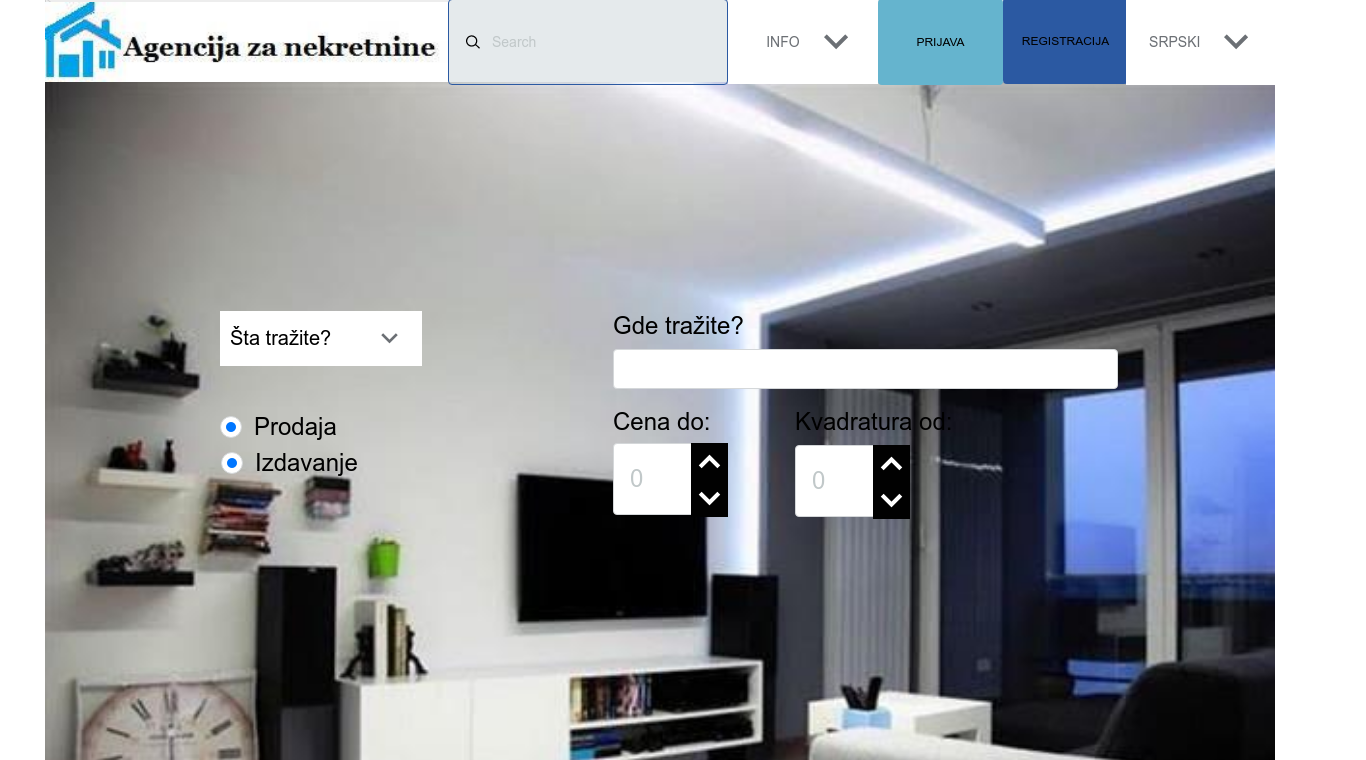 Agencija za nekretnine
Search
INFO
PRIJAVA
REGISTRACIJA
SRPSKI
Šta tražite?
Gde tražite?
Prodaja
Izdavanje
Cena do:
Kvadratura od:
0
0